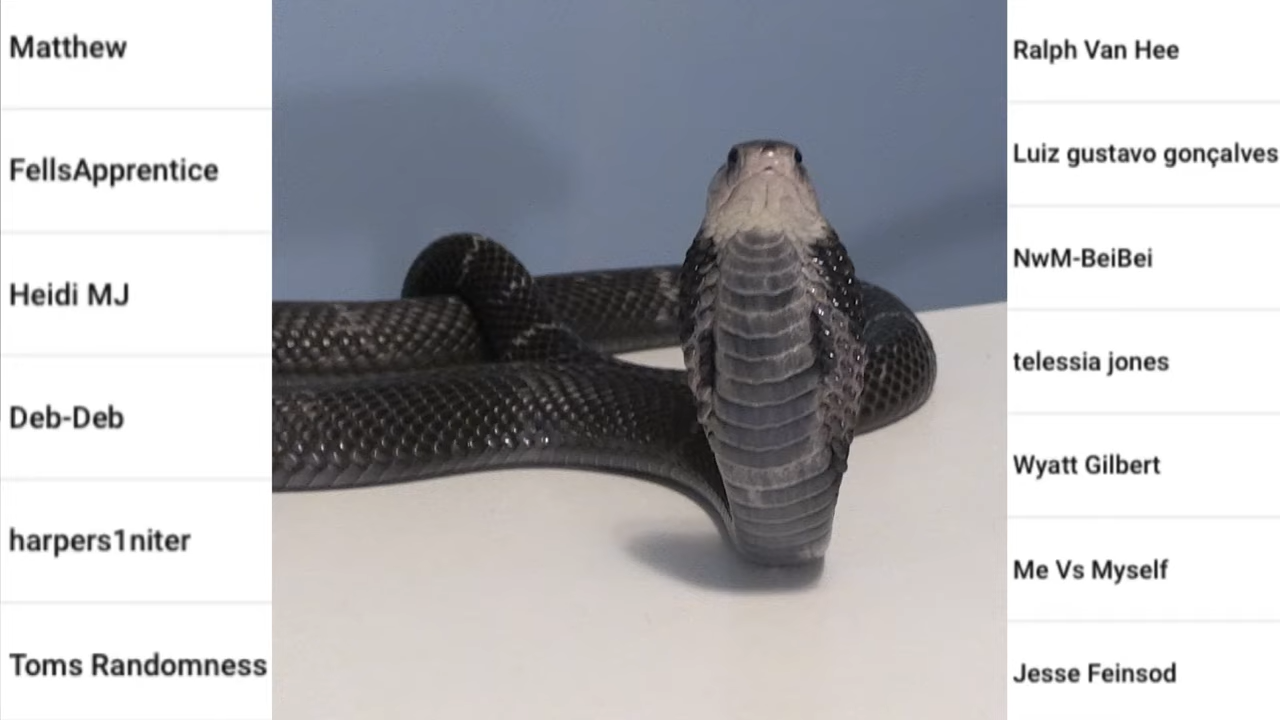 Matthew
FellsApprentice
Heidi MJ
Deb-Deb
harpers1niter
Toms Randomness
Ralph Van Hee
Luiz gustavo gonçalves
NwM-BeiBei
telessia jones
Wyatt Gilbert
Me Vs Myself
Jesse Feinsod